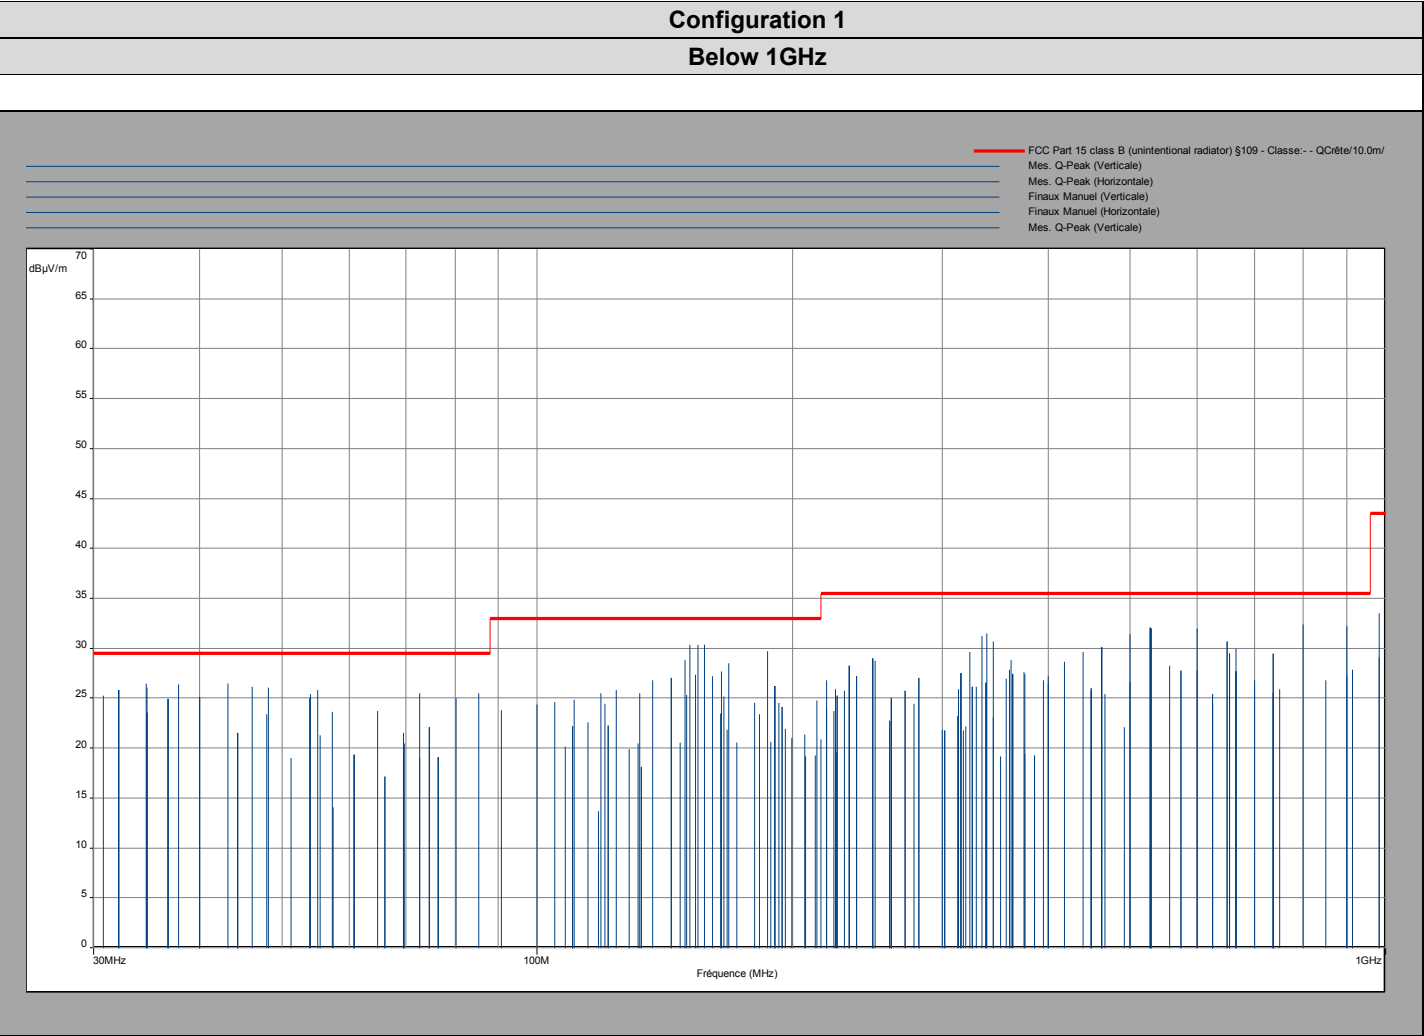 Configuration 1
Below 1GHz
FCC Part 15 class B (unintentional radiator) §109 - Classe:- - QCrête/10.0m/
Mes. Q-Peak (Verticale)
Mes. Q-Peak (Horizontale)
Finaux Manuel (Verticale)
Finaux Manuel (Horizontale)
Mes. Q-Peak (Verticale)
70
dBµV/m
65
60
55
50
45
40
35
30
25
20
15
10
5
0
30MHz 100M 1GHz
Fréquence (MHz)